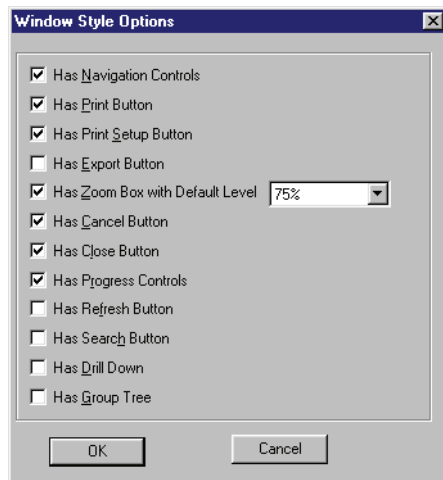 Window Style Options
Has Navigation Controls
Has Print Button
Has Print Setup Button
Has Export Button
Has Zoom Box with Default Level 75%
Has Cancel Button
Has Close Button
Has Progress Controls
Has Refresh Button
Has Search Button
Has Drill Down
Has Group Tree
OK Cancel